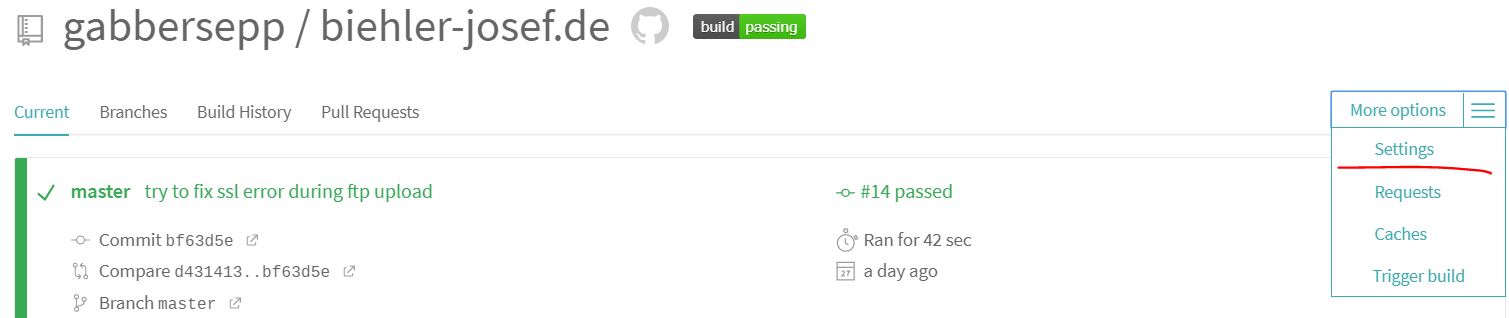 gabbersepp / biehler-josef.de build passing
Current Branches Build History Pull Requests More options
Settings
master try to fix ssl error during ftp upload #14 passed
Requests
Commit bf63d5e Ran for 42 sec
Caches
Compare d431413..bf63d5e 27 a day ago
Trigger build
Branch master